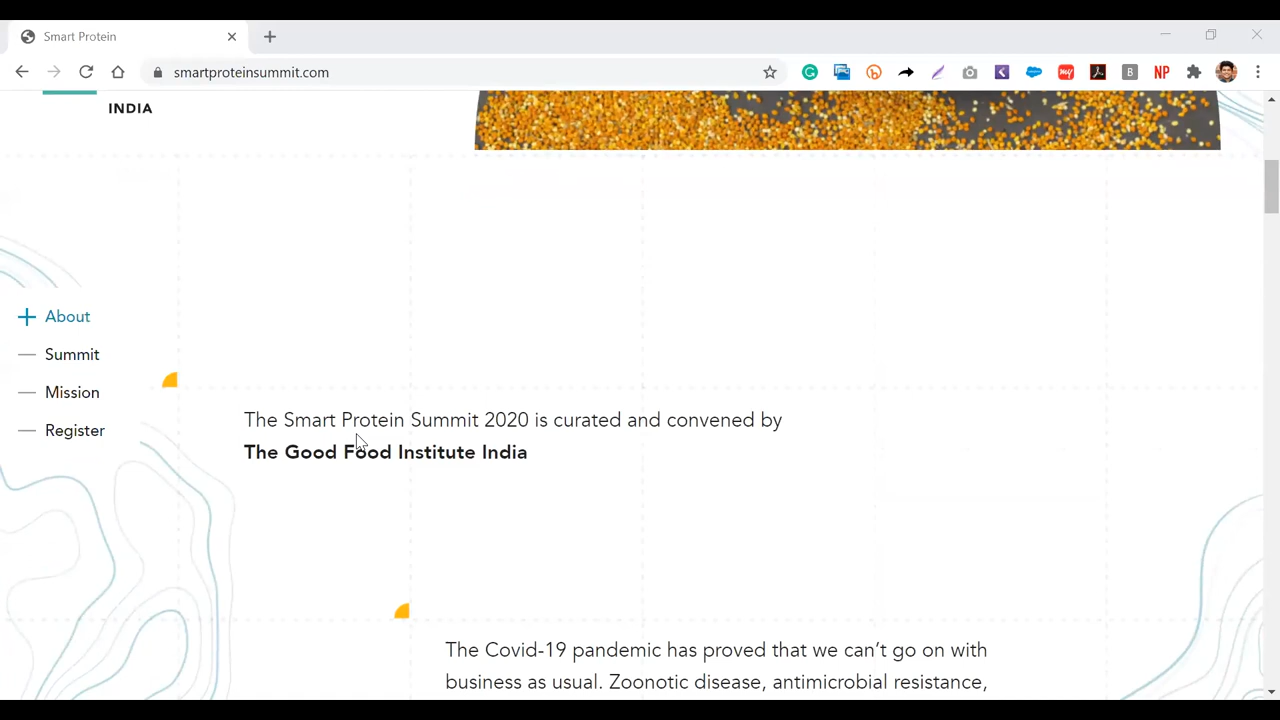 Smart Protein
smartproteinsummit.com
my
B
NP
INDIA
About
Summit
Mission
Register
The Smart Protein Summit 2020 is curated and convened by
The Good Food Institute India
The Covid-19 pandemic has proved that we can’t go on with
business as usual. Zoonotic disease, antimicrobial resistance,